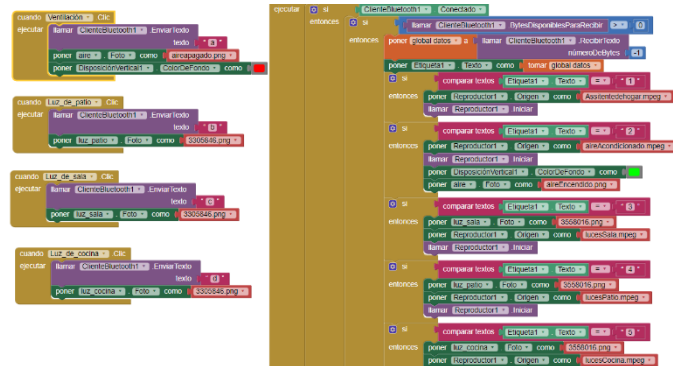 cuando Ventilación .Clic
ejecutar llamar ClienteBluetooth1 .EnviarTexto
texto " a "
poner aire . Foto como aireapagado.png
poner DisposiciónVertical1 . ColorDeFondo como
cuando Luz_de_patio .Clic
ejecutar llamar ClienteBluetooth1 .EnviarTexto
texto " b "
poner luz_patio . Foto como 3305846.png
cuando Luz_de_sala .Clic
ejecutar llamar ClienteBluetooth1 .EnviarTexto
texto " c "
poner luz_sala . Foto como 3305846.png
cuando Luz_de_cocina .Clic
ejecutar llamar ClienteBluetooth1 .EnviarTexto
texto " d "
poner luz_cocina . Foto como 3305846.png
ejecutar si ClienteBluetooth1 . Conectado
entonces si llamar ClienteBluetooth1 .BytesDisponiblesParaRecibir > 0
entonces poner global datos a llamar ClienteBluetooth1 .RecibirTexto
númeroDeBytes -1
poner Etiqueta1 . Texto como tomar global datos
si comparar textos Etiqueta1 . Texto = " 1 "
entonces poner Reproductor1 . Origen como Assitentedehogar.mpeg
llamar Reproductor1 .Iniciar
si comparar textos Etiqueta1 . Texto = " 2 "
entonces poner Reproductor1 . Origen como aireAcondicionado.mpeg
llamar Reproductor1 .Iniciar
poner DisposiciónVertical1 . ColorDeFondo como
poner aire . Foto como aireEncendido.png
si comparar textos Etiqueta1 . Texto = " 3 "
entonces poner luz_sala . Foto como 3558016.png
poner Reproductor1 . Origen como lucesSala.mpeg
llamar Reproductor1 .Iniciar
si comparar textos Etiqueta1 . Texto = " 4 "
entonces poner luz_patio . Foto como 3558016.png
poner Reproductor1 . Origen como lucesPatio.mpeg
llamar Reproductor1 .Iniciar
si comparar textos Etiqueta1 . Texto =
entonces poner luz_cocina . Foto como 3558016.png
poner Reproductor1 . Origen como lucesCocina.mpeg